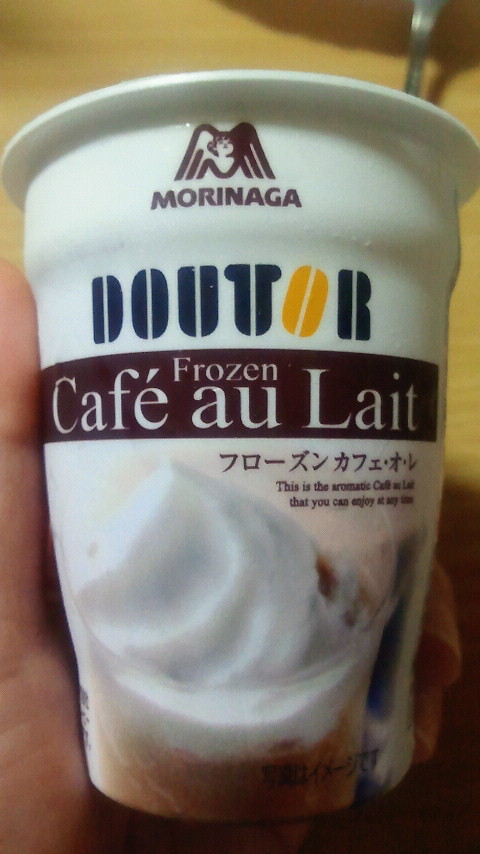 MORINAGA
DOUTOR
Frozen
Café au Lait
フローズン カフェ・オ・レ
This is the aromatic Café au Lait
that you can enjoy at any time.
写真はイメージです